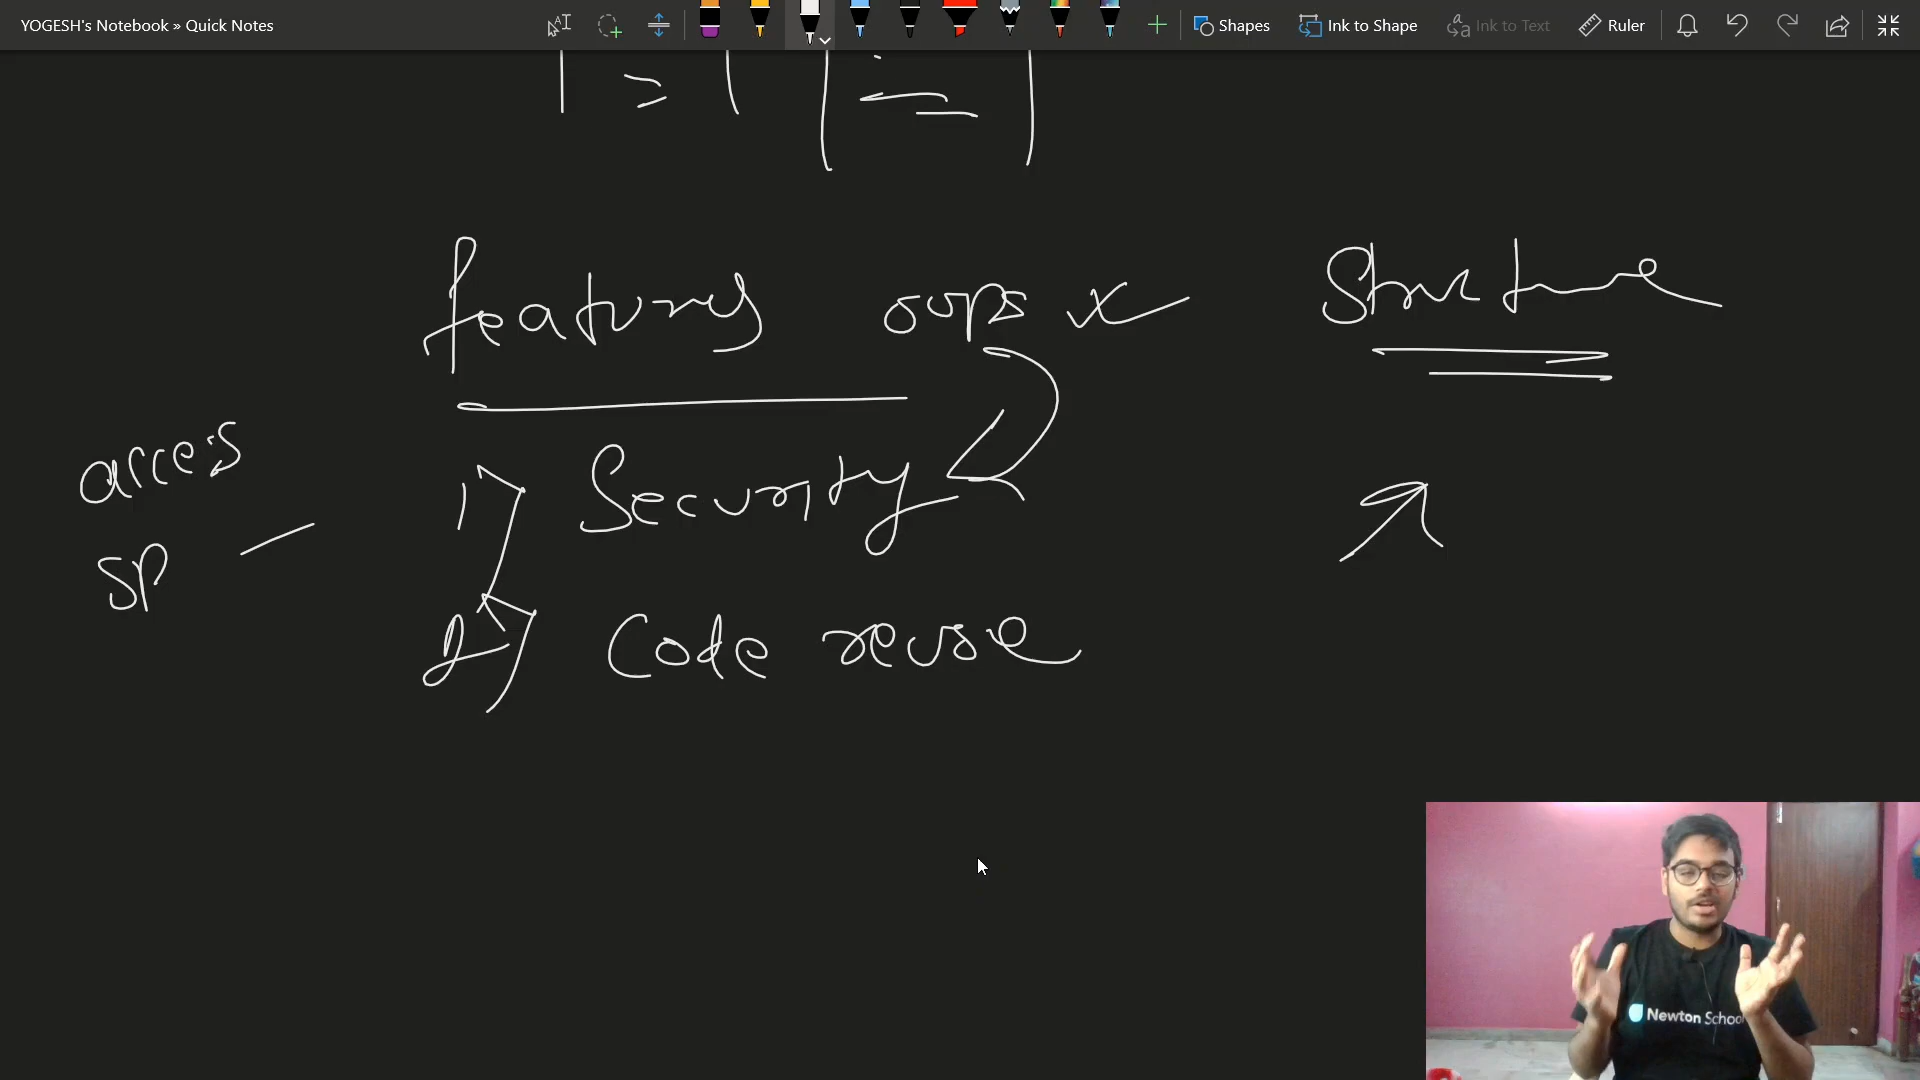 YOGESH's Notebook » Quick Notes
Shapes
Ink to Shape
Ink to Text
Ruler
features oops
Structure
access
sp
1) Security
2) Code reuse
Newton School